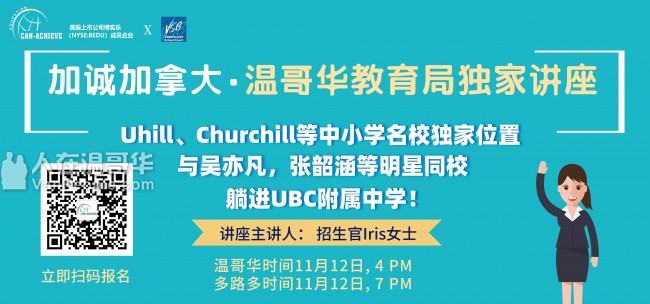 CAN-ACHIEVE
美股上市公司博实乐
(NYSE:BEDU) 成员企业
X
VSB
Vancouver
School Board
加诚加拿大·温哥华教育局独家讲座
Uhill、Churchill等中小学名校独家位置
与吴亦凡，张韶涵等明星同校
躺进UBC附属中学！
人在温哥华
讲座主讲人： 招生官Iris女士
立即扫码报名
温哥华时间11月12日, 4 PM
多路多时间11月12日, 7 PM